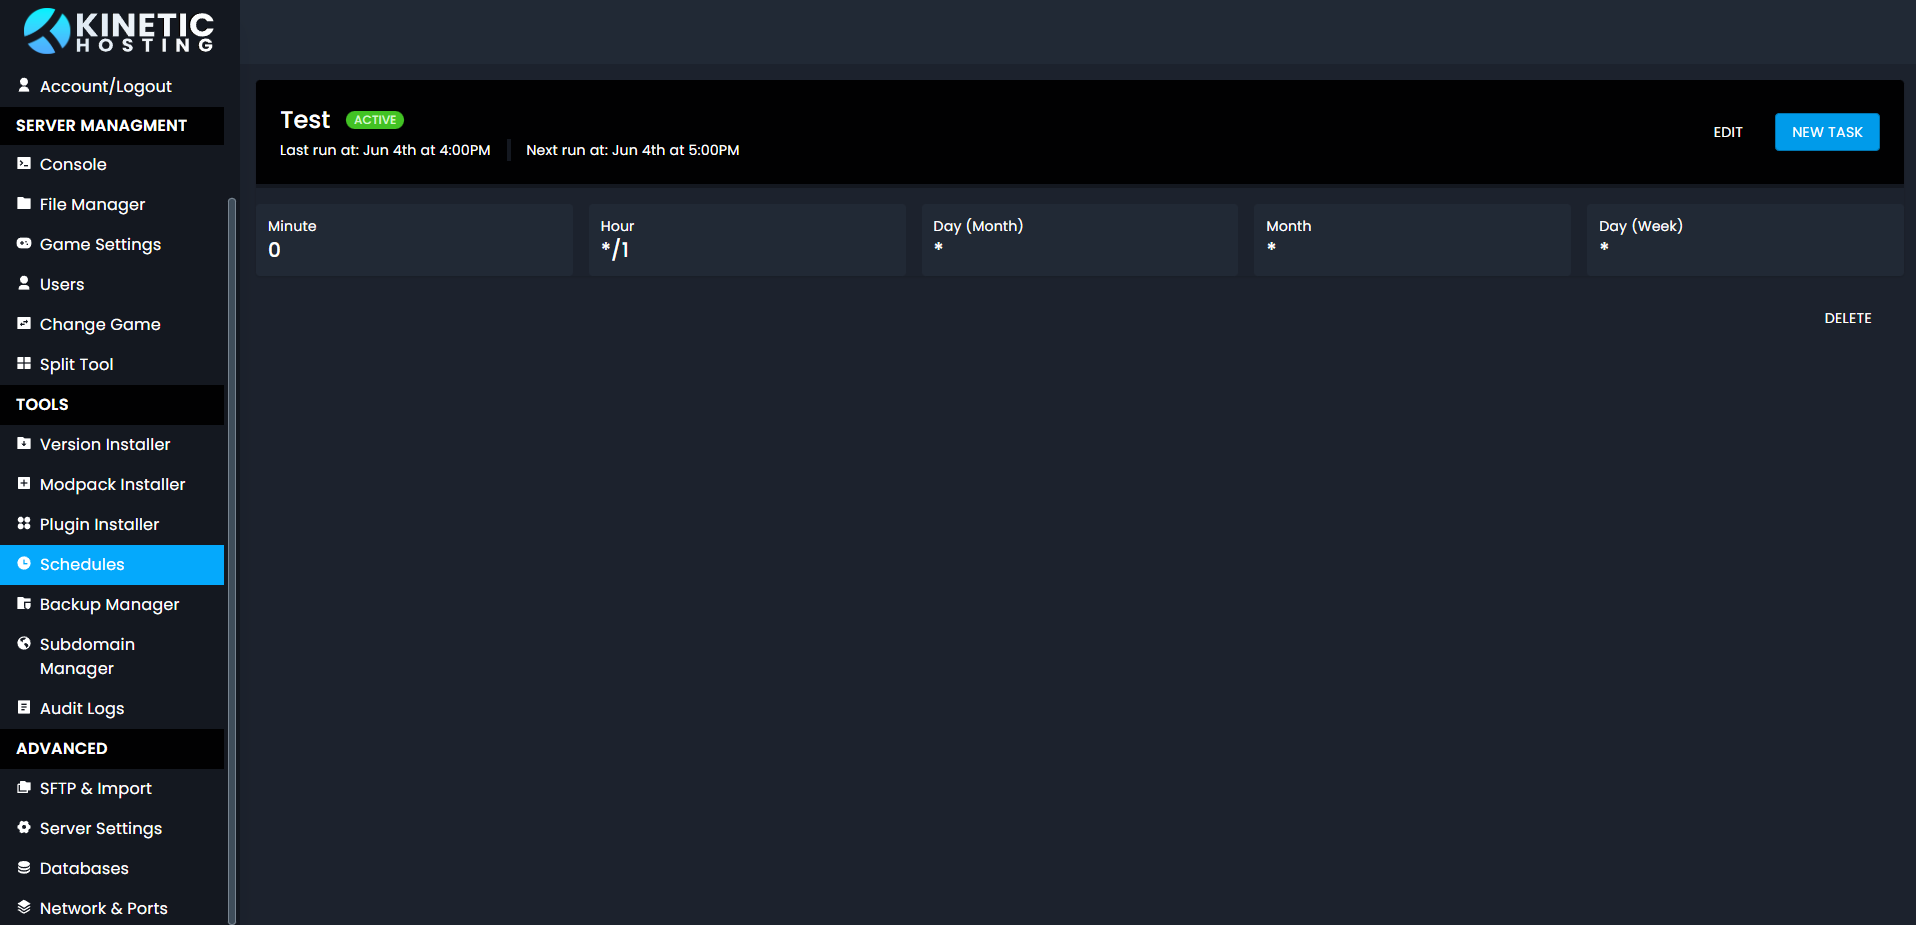 KINETIC
HOSTING
Account/Logout
SERVER MANAGMENT
Console
File Manager
Game Settings
Users
Change Game
Split Tool
TOOLS
Version Installer
Modpack Installer
Plugin Installer
Schedules
Backup Manager
Subdomain
Manager
Audit Logs
ADVANCED
SFTP & Import
Server Settings
Databases
Network & Ports
Test ACTIVE
Last run at: Jun 4th at 4:00PM Next run at: Jun 4th at 5:00PM
EDIT NEW TASK
Minute
0
Hour
*/1
Day (Month)
*
Month
*
Day (Week)
*
DELETE